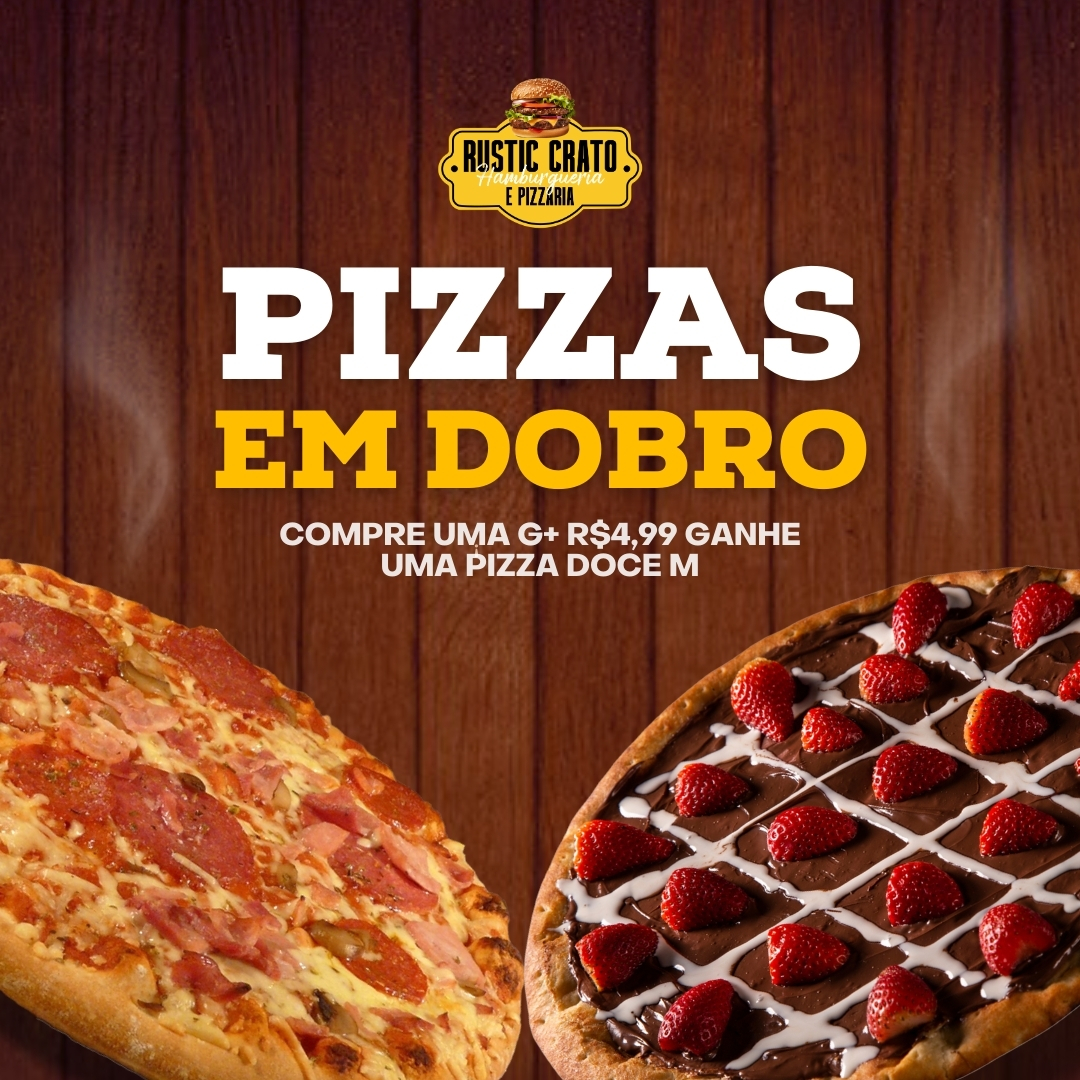 RUSTIC CRATO
Hamburgueria
E PIZZARIA
PIZZAS
EM DOBRO
COMPRE UMA G+ R$4,99 GANHE
UMA PIZZA DOCE M